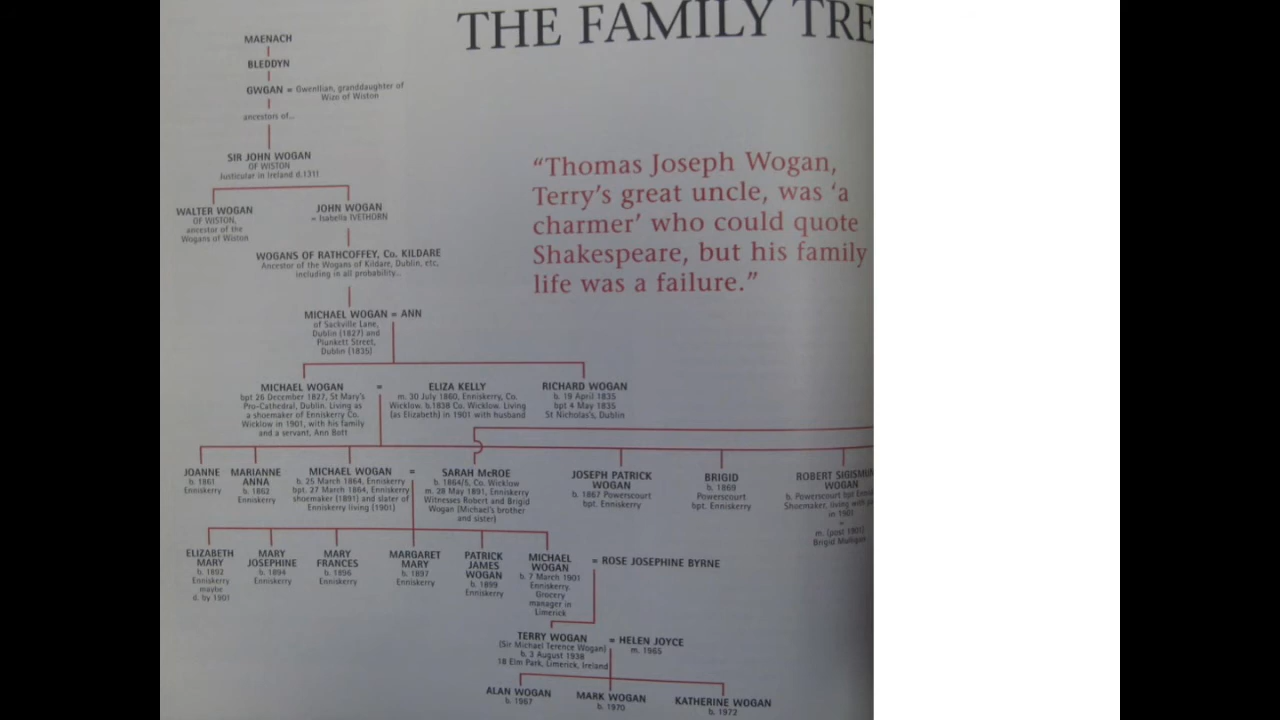 THE FAMILY TRE
MAENACH
BLEDDYN
GWGAN = Gwenllian, granddaughter of
Wizo of Wiston
ancestors of...
SIR JOHN WOGAN
OF WISTON
Justiciar in Ireland d.1311
WALTER WOGAN
OF WISTON,
ancestor of the
Wogans of Wiston
JOHN WOGAN
= Isabella IVETHORN
WOGANS OF RATHCOFFEY, Co. KILDARE
Ancestor of the Wogans of Kildare, Dublin, etc.
including in all probability...
“Thomas Joseph Wogan,
Terry’s great uncle, was ‘a
charmer’ who could quote
Shakespeare, but his family
life was a failure.”
MICHAEL WOGAN = ANN
of Sackville Lane,
Dublin (1827) and
Plunkett Street,
Dublin (1835)
MICHAEL WOGAN
bpt 26 December 1827, St Mary's
Pro-Cathedral, Dublin. Living as
a shoemaker of Enniskerry Co.
Wicklow in 1901, with his family
and a servant, Ann Bott
=
ELIZA KELLY
m. 30 July 1860, Enniskerry, Co.
Wicklow. b.1838 Co. Wicklow. Living
(as Elizabeth) in 1901 with husband
RICHARD WOGAN
b. 19 April 1835
bpt 4 May 1835
St Nicholas's, Dublin
JOANNE
b. 1861
Enniskerry
MARIANNE
ANNA
b. 1862
Enniskerry
MICHAEL WOGAN
b. 25 March 1864, Enniskerry
bpt. 27 March 1864, Enniskerry
shoemaker (1891) and slater of
Enniskerry living (1901)
=
SARAH McROE
b. 1864/5, Co. Wicklow
m. 28 May 1891, Enniskerry
Witnesses Robert and Brigid
Wogan (Michael's brother
and sister)
JOSEPH PATRICK
WOGAN
b. 1867 Powerscourt
bpt. Enniskerry
BRIGID
b. 1869
Powerscourt
bpt. Enniskerry
ROBERT SIGISMUN
WOGAN
b. Powerscourt bpt
Shoemaker, living with
in 1901
=
m. (post 1901)
Brigid Mulligan
ELIZABETH
MARY
b. 1892
Enniskerry
maybe
d. by 1901
MARY
JOSEPHINE
b. 1894
Enniskerry
MARY
FRANCES
b. 1896
Enniskerry
MARGARET
MARY
b. 1897
Enniskerry
PATRICK
JAMES
WOGAN
b. 1899
Enniskerry
MICHAEL
WOGAN
b. 7 March 1901
Enniskerry.
Grocery
manager in
Limerick
= ROSE JOSEPHINE BYRNE
TERRY WOGAN
(Sir Michael Terence Wogan)
b. 3 August 1938
18 Elm Park, Limerick, Ireland
= HELEN JOYCE
m. 1965
ALAN WOGAN
b. 1967
MARK WOGAN
b. 1970
KATHERINE WOGAN
b. 1972